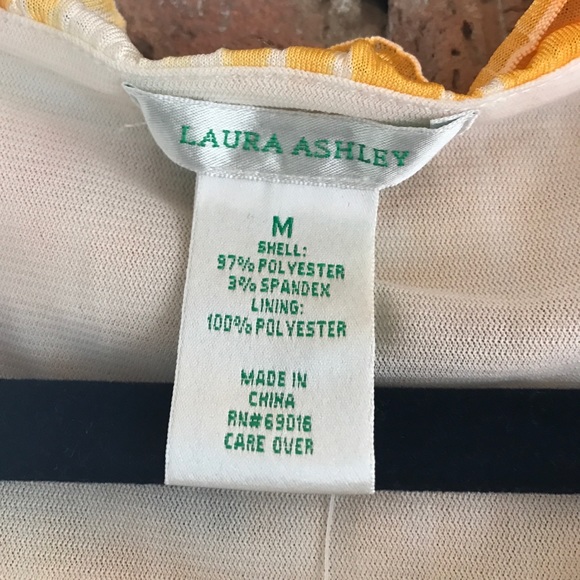 LAURA ASHLEY
M
SHELL:
97% POLYESTER
3% SPANDEX
LINING:
100% POLYESTER
MADE IN
CHINA
RN#69016
CARE OVER